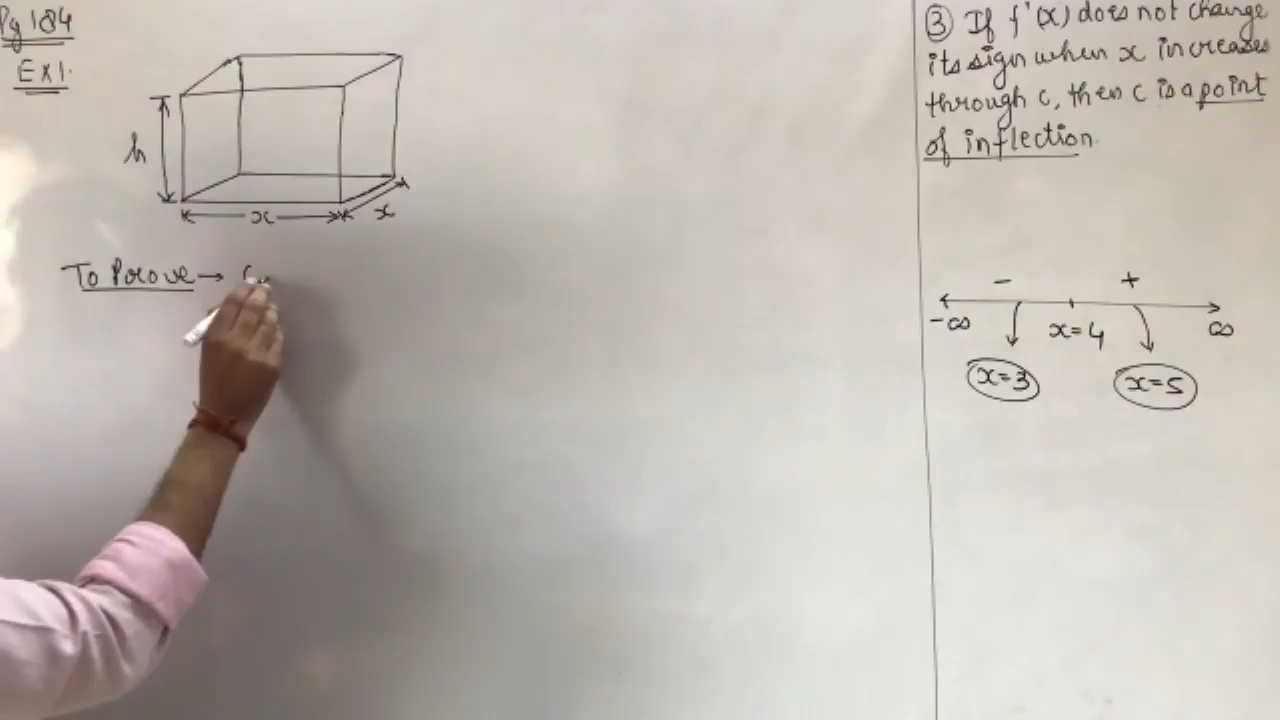 Pg 184
Ex 1.
h
x
x
To Prove →
③ If f'(x) does not change
its sign when x increases
through c, then c is a point
of inflection.
- +
-∞ x=4 ∞
x=3 x=5